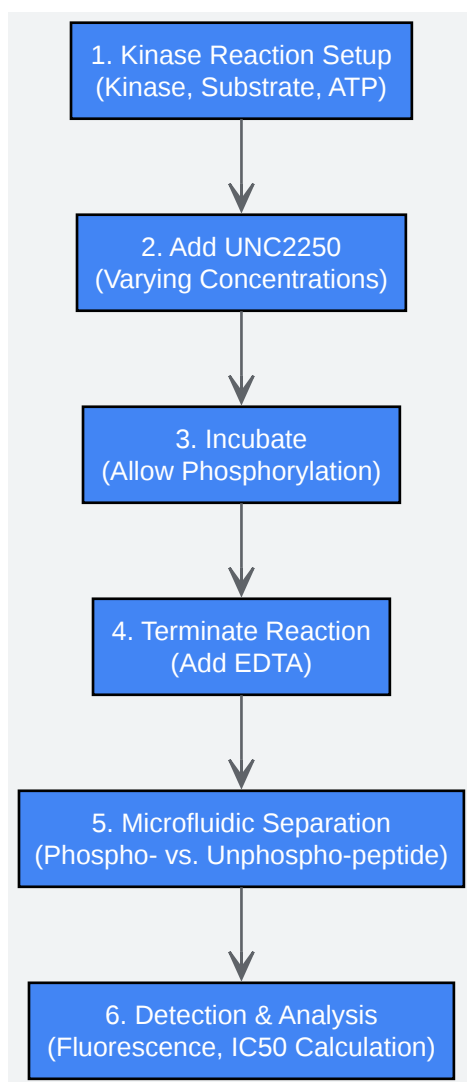 1. Kinase Reaction Setup
(Kinase, Substrate, ATP)
2. Add UNC2250
(Varying Concentrations)
3. Incubate
(Allow Phosphorylation)
4. Terminate Reaction
(Add EDTA)
5. Microfluidic Separation
(Phospho- vs. Unphospho-peptide)
6. Detection & Analysis
(Fluorescence, IC50 Calculation)